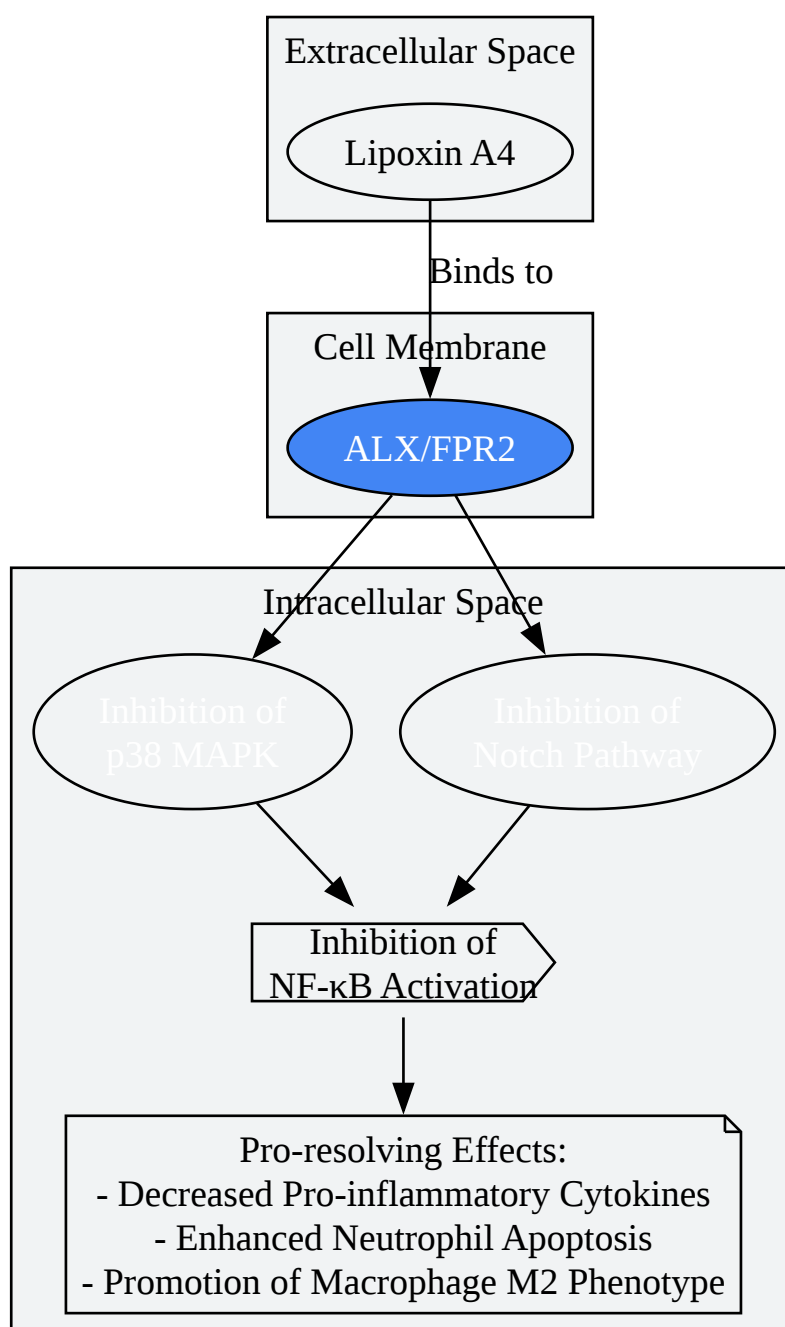 Extracellular Space
Lipoxin A4
Binds to
Cell Membrane
ALX/FPR2
Intracellular Space
Inhibition of
p38 MAPK
Inhibition of
Notch Pathway
Inhibition of
NF-κB Activation
Pro-resolving Effects:
- Decreased Pro-inflammatory Cytokines
- Enhanced Neutrophil Apoptosis
- Promotion of Macrophage M2 Phenotype